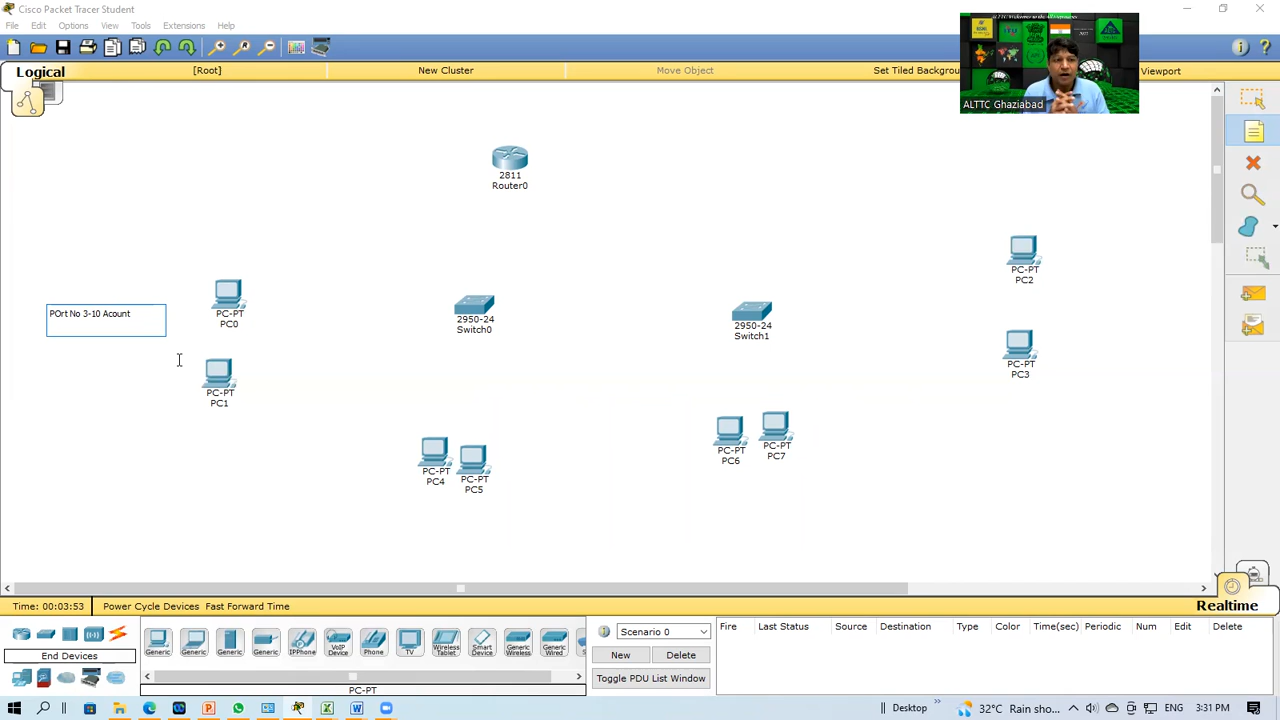 Cisco Packet Tracer Student
File Edit Options View Tools Extensions Help
Logical [Root] New Cluster Move Object Set Tiled Backgrou Viewport
ALTTC Ghaziabad
2811
Router0
PC-PT
PC2
POrt No 3-10 Acount
PC-PT
PC0
2950-24
Switch0
2950-24
Switch1
PC-PT
PC3
PC-PT
PC1
PC-PT
PC4
PC-PT
PC5
PC-PT
PC6
PC-PT
PC7
Time: 00:03:53 Power Cycle Devices Fast Forward Time
Realtime
End Devices
Generic Generic Generic Generic IPPhone VoIP Device Phone TV Wireless Tablet Smart Device Generic Wireless Generic Wired
PC-PT
Scenario 0
New Delete
Toggle PDU List Window
Fire Last Status Source Destination Type Color Time(sec) Periodic Num Edit Delete
Desktop 32°C Rain sho... ENG 3:31 PM